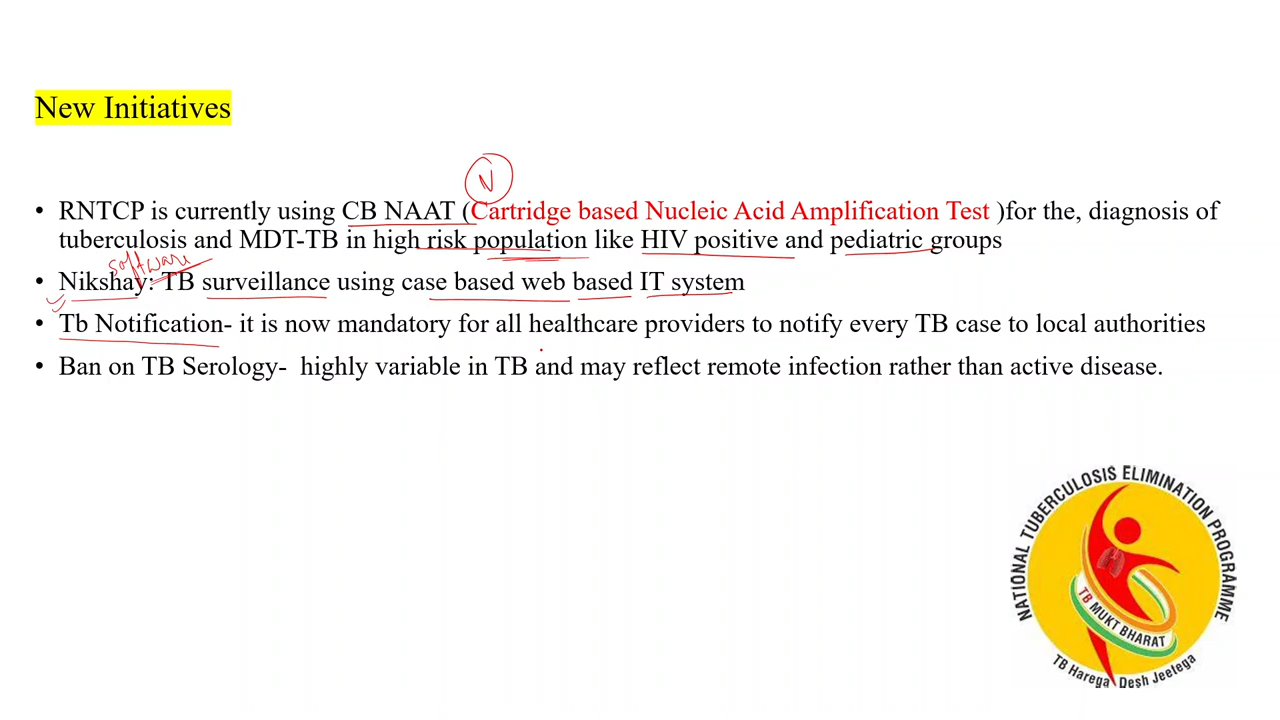 New Initiatives
N
• RNTCP is currently using CB NAAT (Cartridge based Nucleic Acid Amplification Test )for the, diagnosis of
tuberculosis and MDT-TB in high risk population like HIV positive and pediatric groups
software
• Nikshay: TB surveillance using case based web based IT system
• Tb Notification- it is now mandatory for all healthcare providers to notify every TB case to local authorities
• Ban on TB Serology-  highly variable in TB and may reflect remote infection rather than active disease.
NATIONAL TUBERCULOSIS ELIMINATION PROGRAMME
TB MUKT BHARAT
TB Harega Desh Jeetega